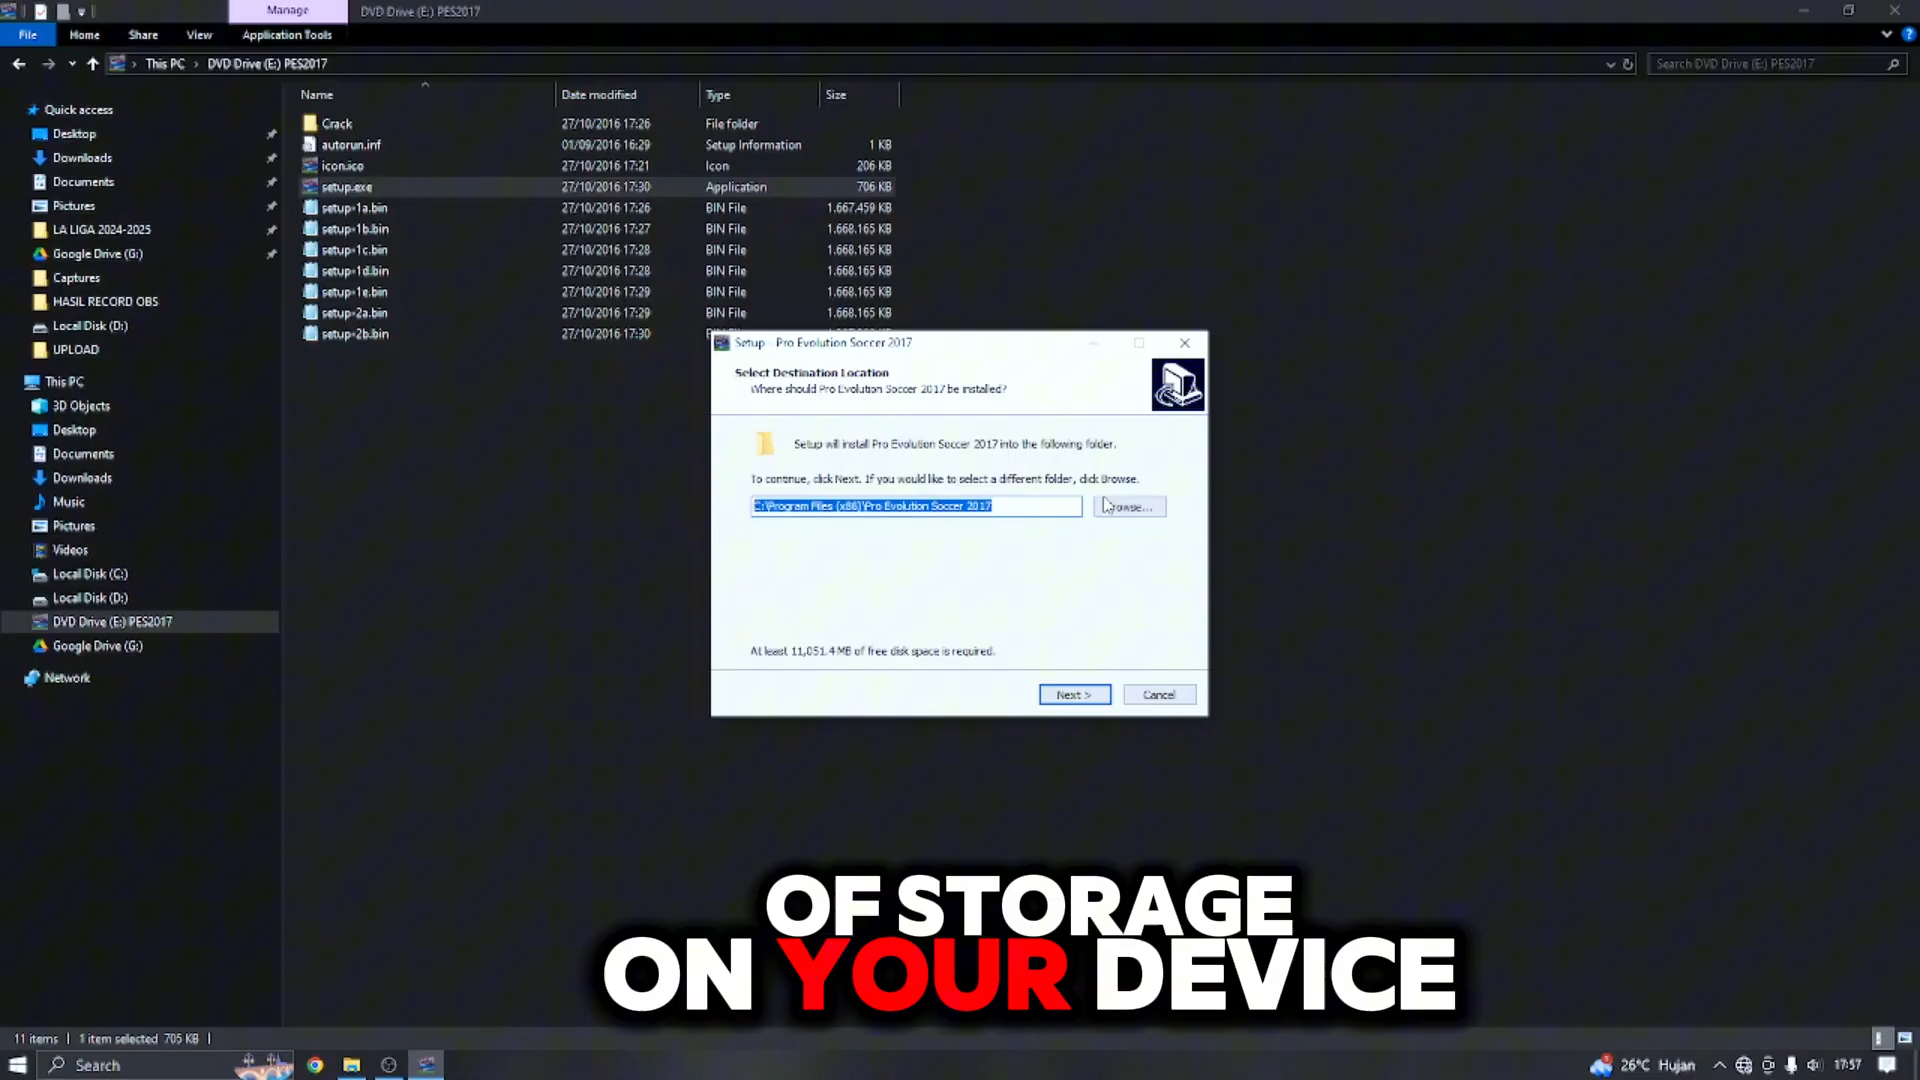 Manage
DVD Drive (E:) PES2017
File
Home
Share
View
Application Tools
This PC
DVD Drive (E:) PES2017
Search DVD Drive (E:) PES2017
Name
Date modified
Type
Size
Crack
27/10/2016 17:26
File folder
autorun.inf
01/09/2016 16:29
Setup Information
1 KB
icon.ico
27/10/2016 17:21
Icon
206 KB
setup.exe
27/10/2016 17:30
Application
706 KB
setup-1a.bin
27/10/2016 17:26
BIN File
1.667.459 KB
setup-1b.bin
27/10/2016 17:27
BIN File
1.668.165 KB
setup-1c.bin
27/10/2016 17:28
BIN File
1.668.165 KB
setup-1d.bin
27/10/2016 17:28
BIN File
1.668.165 KB
setup-1e.bin
27/10/2016 17:29
BIN File
1.668.165 KB
setup-2a.bin
27/10/2016 17:29
BIN File
1.668.165 KB
setup-2b.bin
27/10/2016 17:30
Quick access
Desktop
Downloads
Documents
Pictures
LA LIGA 2024-2025
Google Drive (G:)
Captures
HASIL RECORD OBS
Local Disk (D:)
UPLOAD
This PC
3D Objects
Desktop
Documents
Downloads
Music
Pictures
Videos
Local Disk (C:)
Local Disk (D:)
DVD Drive (E:) PES2017
Google Drive (G:)
Network
Setup - Pro Evolution Soccer 2017
Select Destination Location
Where should Pro Evolution Soccer 2017 be installed?
Setup will install Pro Evolution Soccer 2017 into the following folder.
To continue, click Next. If you would like to select a different folder, click Browse.
C:\Program Files (x86)\Pro Evolution Soccer 2017
Browse...
At least 11,051.4 MB of free disk space is required.
Next >
Cancel
OF STORAGE
ON YOUR DEVICE
11 items
1 item selected 705 KB
Search
26°C Hujan
17:57